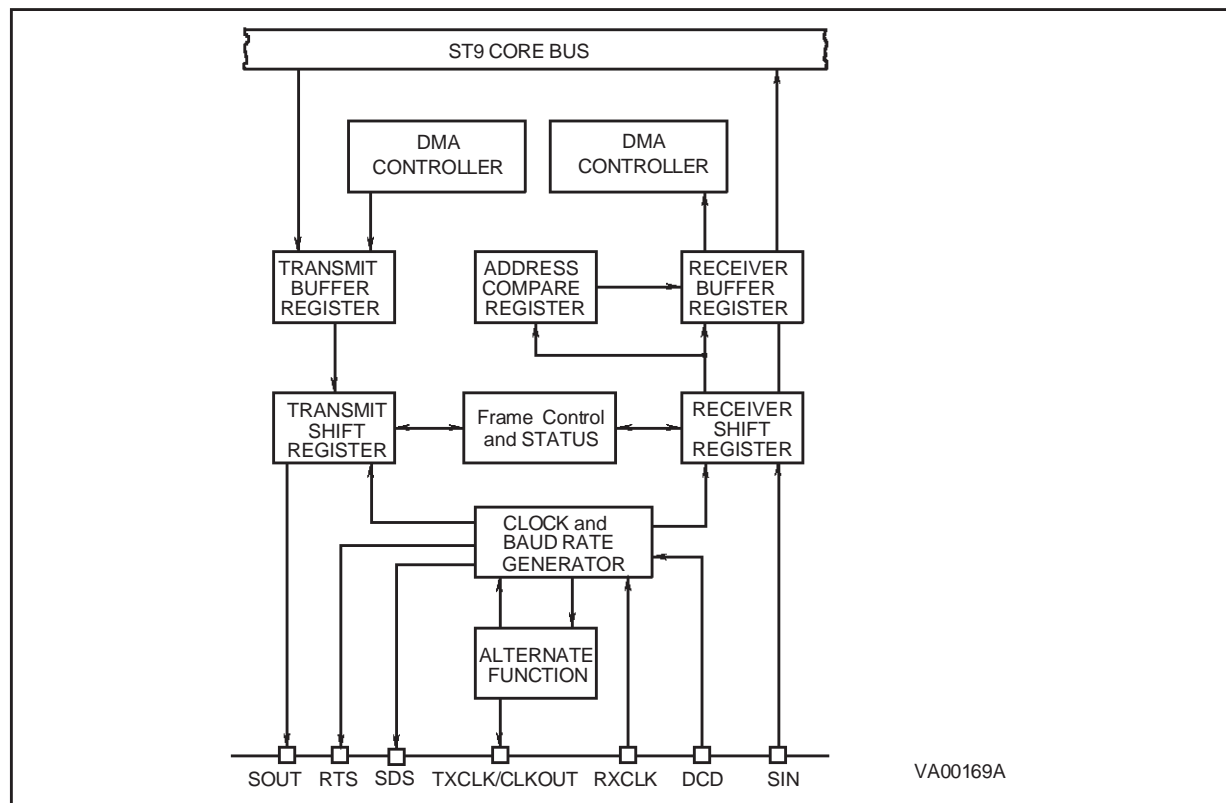 ST9 CORE BUS
DMA
CONTROLLER
DMA
CONTROLLER
TRANSMIT
BUFFER
REGISTER
ADDRESS
COMPARE
REGISTER
RECEIVER
BUFFER
REGISTER
TRANSMIT
SHIFT
REGISTER
Frame Control
and STATUS
RECEIVER
SHIFT
REGISTER
CLOCK and
BAUD RATE
GENERATOR
ALTERNATE
FUNCTION
SOUT RTS SDS TXCLK/CLKOUT RXCLK DCD SIN
VA00169A